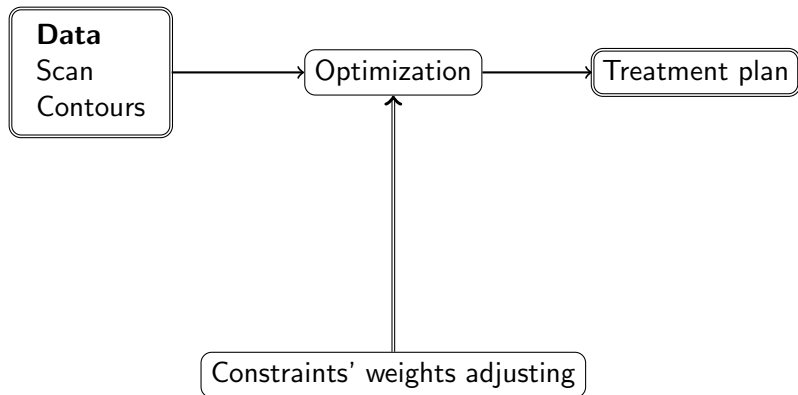 Data
Scan
Contours
Optimization
Treatment plan
Constraints' weights adjusting